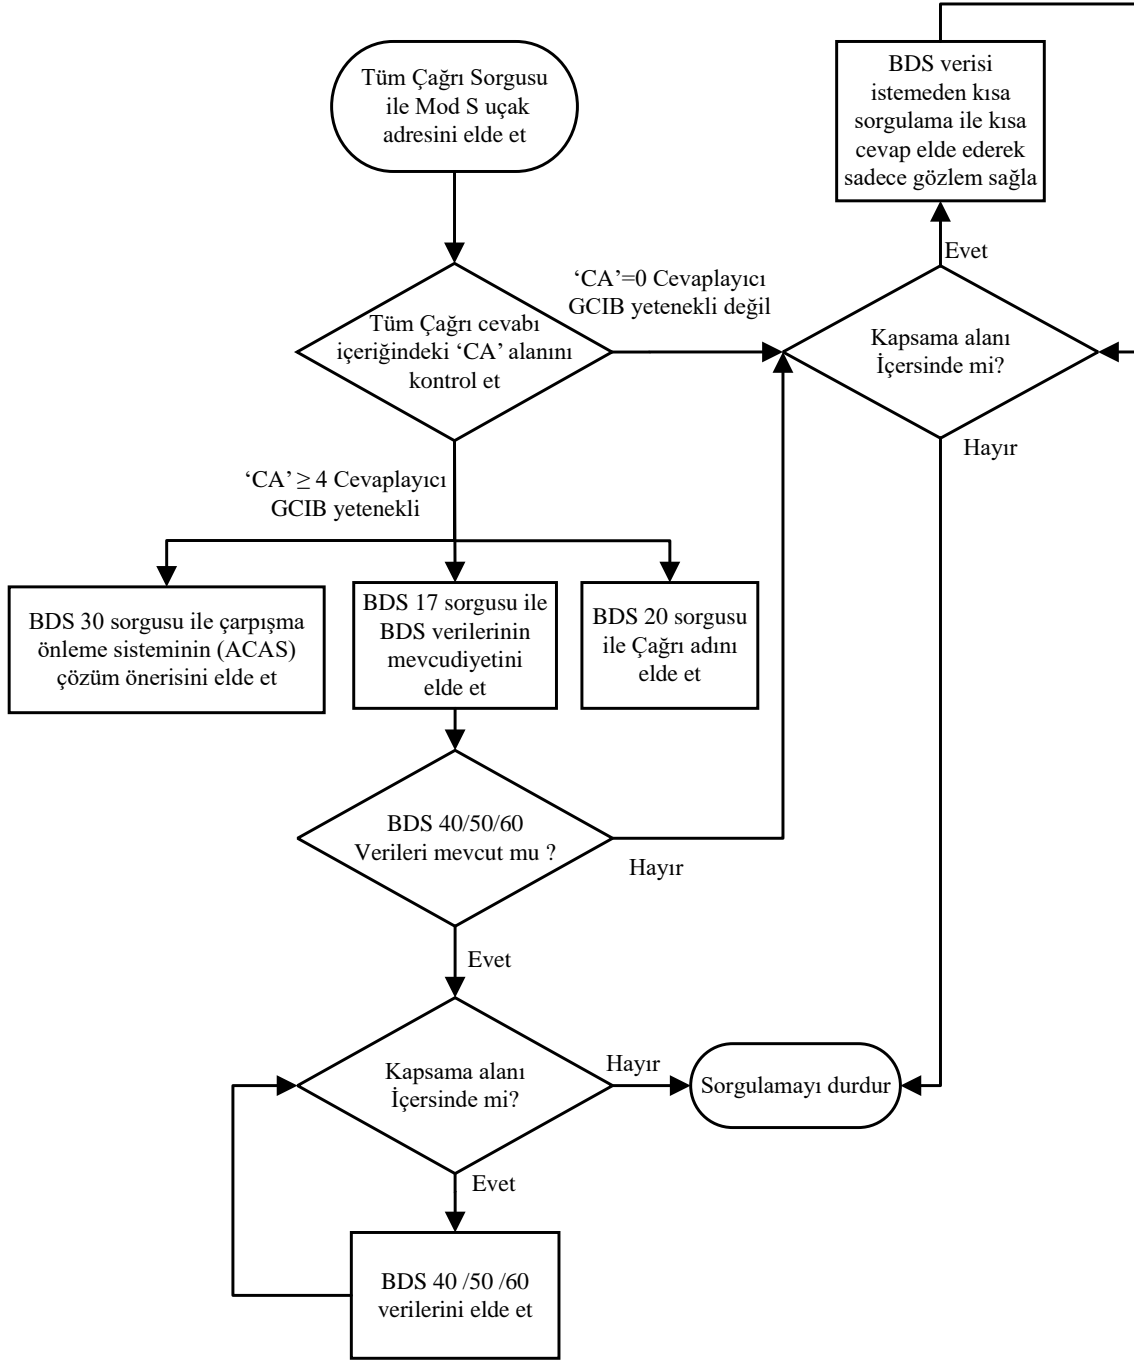 Tüm Çağrı Sorgusu
ile Mod S uçak
adresini elde et
BDS verisi
istemeden kısa
sorgulama ile kısa
cevap elde ederek
sadece gözlem sağla
Evet
‘CA’=0 Cevaplayıcı
GCIB yetenekli değil
Tüm Çağrı cevabı
içeriğindeki ‘CA’ alanını
kontrol et
Kapsama alanı
İçersinde mi?
Hayır
‘CA’ ≥ 4 Cevaplayıcı
GCIB yetenekli
BDS 30 sorgusu ile çarpışma
önleme sisteminin (ACAS)
çözüm önerisini elde et
BDS 17 sorgusu ile
BDS verilerinin
mevcudiyetini
elde et
BDS 20 sorgusu
ile Çağrı adını
elde et
BDS 40/50/60
Verileri mevcut mu ?
Hayır
Evet
Kapsama alanı
İçersinde mi?
Hayır
Sorgulamayı durdur
Evet
BDS 40 /50 /60
verilerini elde et